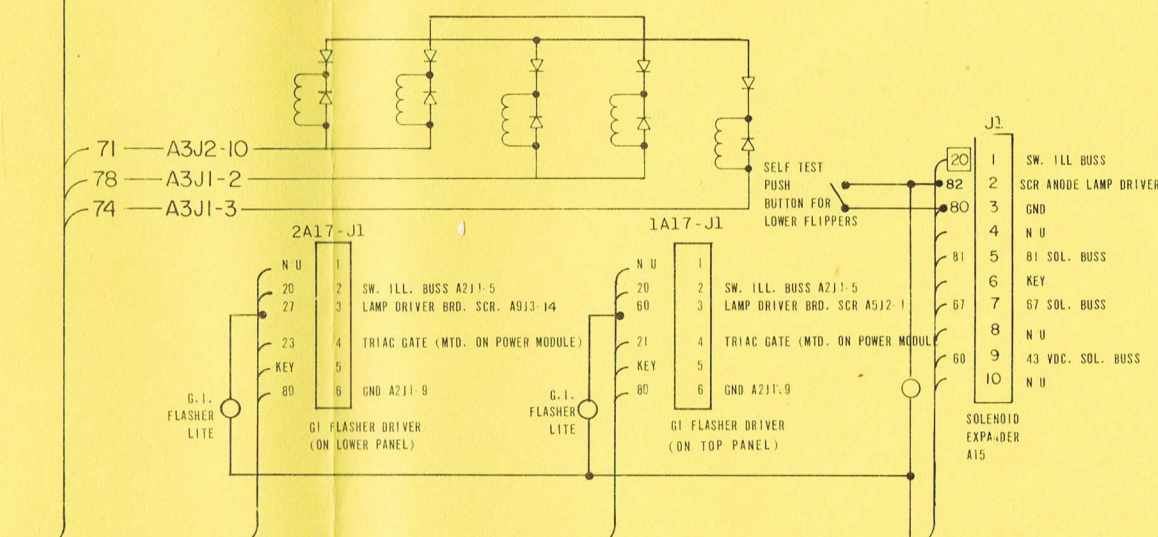 71 A3J2-10
78 A3J1-2
74 A3J1-3
SELF TEST
PUSH
BUTTON FOR
LOWER FLIPPERS
J1
20 1 SW. ILL BUSS
82 2 SCR ANODE LAMP DRIVER
80 3 GND
4 N U
81 5 81 SOL. BUSS
6 KEY
67 7 67 SOL. BUSS
8 N U
60 9 43 VDC. SOL. BUSS
10 N U
SOLENOID
EXPANDER
A15
2A17-J1
N U 1
20 2 SW. ILL. BUSS A2J1-5
27 3 LAMP DRIVER BRD. SCR. A9J3-14
23 4 TRIAC GATE (MTD. ON POWER MODULE)
KEY 5
80 6 GND A2J1-9
G.I.
FLASHER
LITE
GI FLASHER DRIVER
(ON LOWER PANEL)
1A17-J1
N U 1
20 2 SW. ILL. BUSS A2J1-5
60 3 LAMP DRIVER BRD. SCR A5J2-1
21 4 TRIAC GATE (MTD. ON POWER MODULE
KEY 5
80 6 GND A2J1-9
G.I.
FLASHER
LITE
GI FLASHER DRIVER
(ON TOP PANEL)